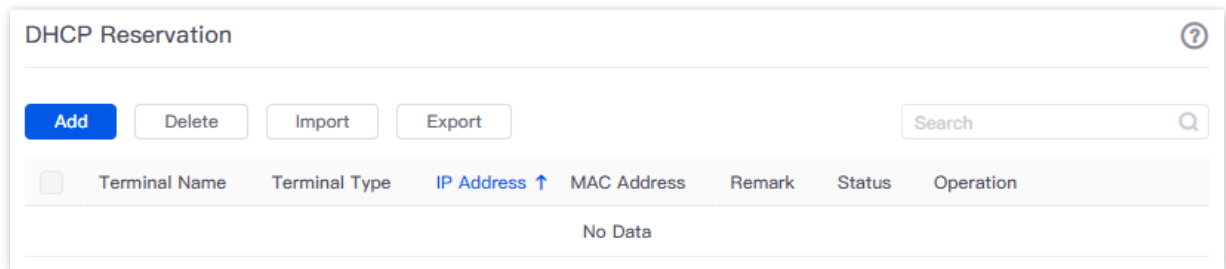 DHCP Reservation
Add Delete Import Export Search
Terminal Name Terminal Type IP Address ↑ MAC Address Remark Status Operation
No Data